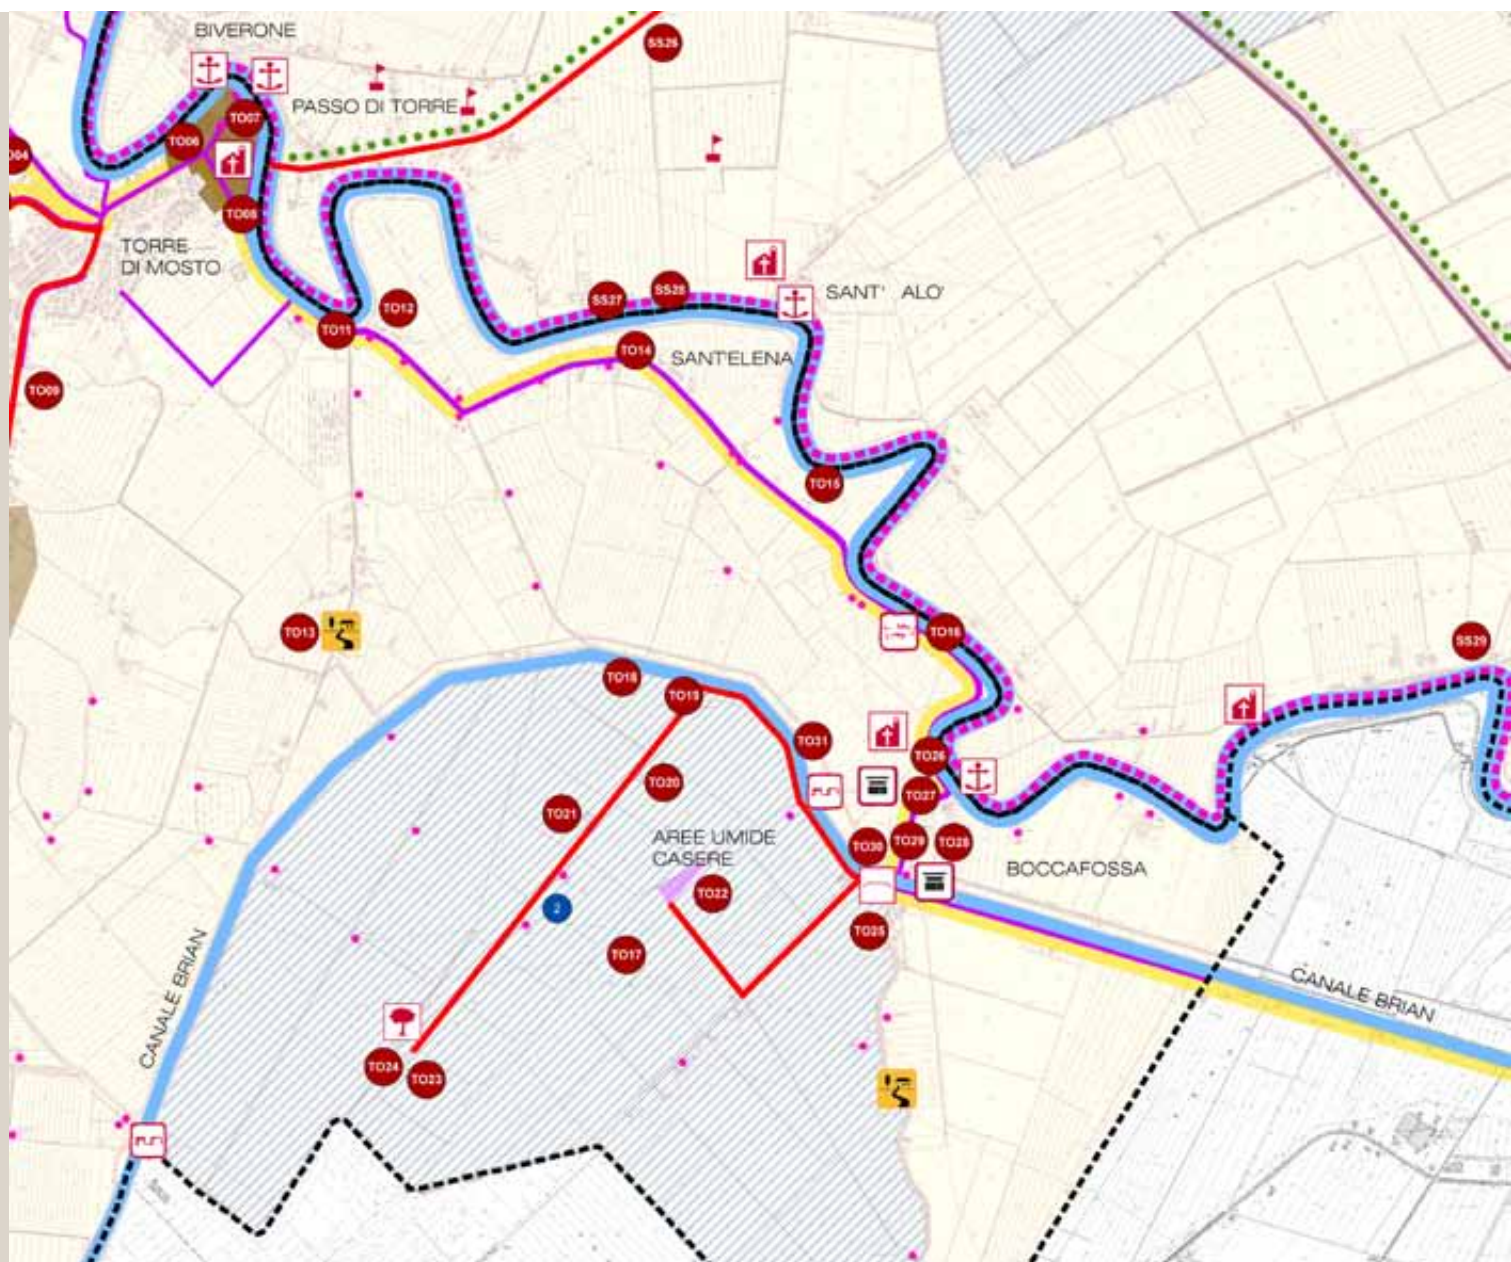 BIVERONE
SS26
PASSO DI TORRE
TO07
TO06
TO08
TORRE
DI MOSTO
TO12
TO11
SS27
SS28
SANT' ALO'
TO14
SANT'ELENA
TO09
TO15
TO13
TO16
SS29
TO18
TO19
TO31
TO26
TO20
TO27
TO21
AREE UMIDE
CASERE
TO30
TO29
TO28
BOCCAFOSSA
TO22
2
TO25
TO17
CANALE BRIAN
CANALE BRIAN
TO24
TO23